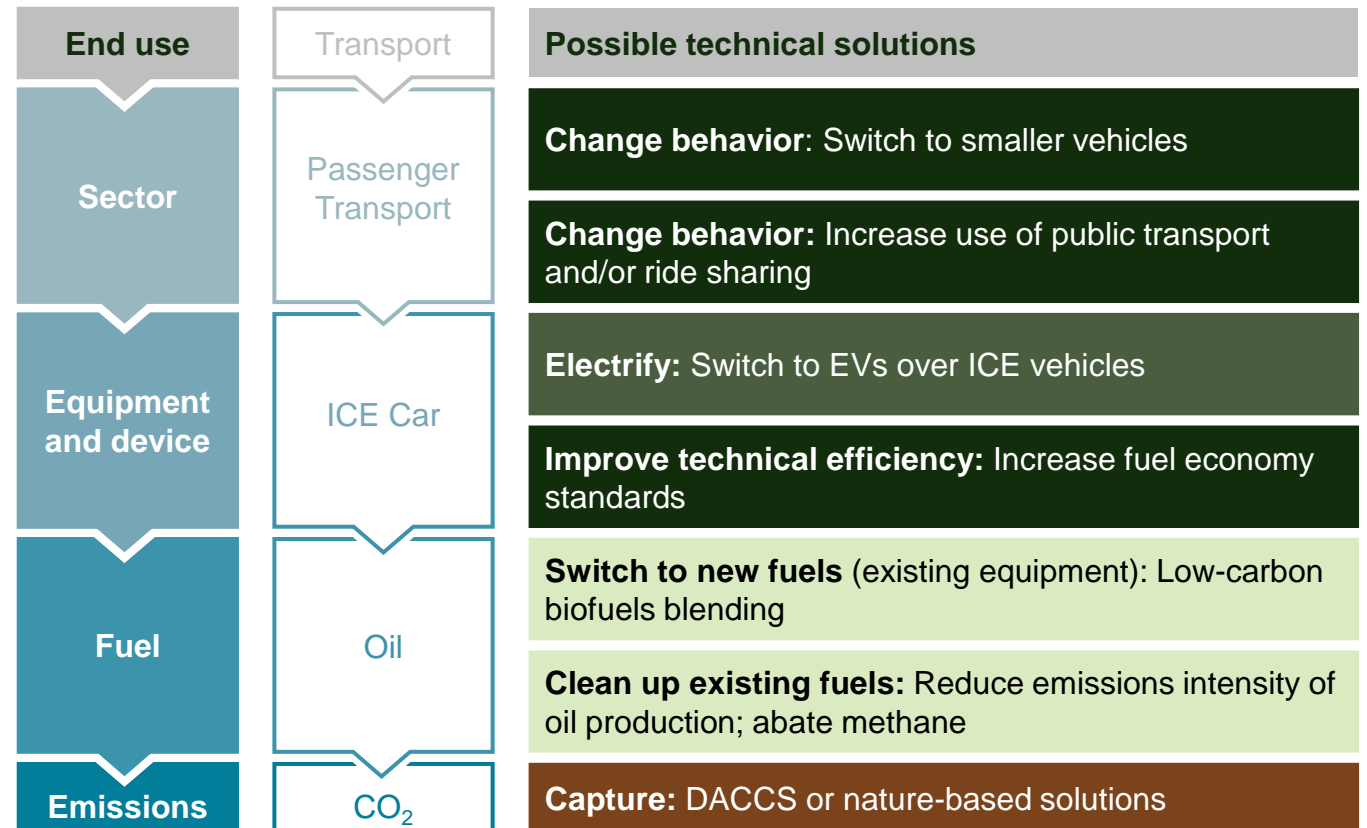 End use
Transport
Possible technical solutions
Sector
Passenger
Transport
Change behavior: Switch to smaller vehicles
Change behavior: Increase use of public transport
and/or ride sharing
Equipment
and device
ICE Car
Electrify: Switch to EVs over ICE vehicles
Improve technical efficiency: Increase fuel economy
standards
Fuel
Oil
Switch to new fuels (existing equipment): Low-carbon
biofuels blending
Clean up existing fuels: Reduce emissions intensity of
oil production; abate methane
Emissions
CO₂
Capture: DACCS or nature-based solutions